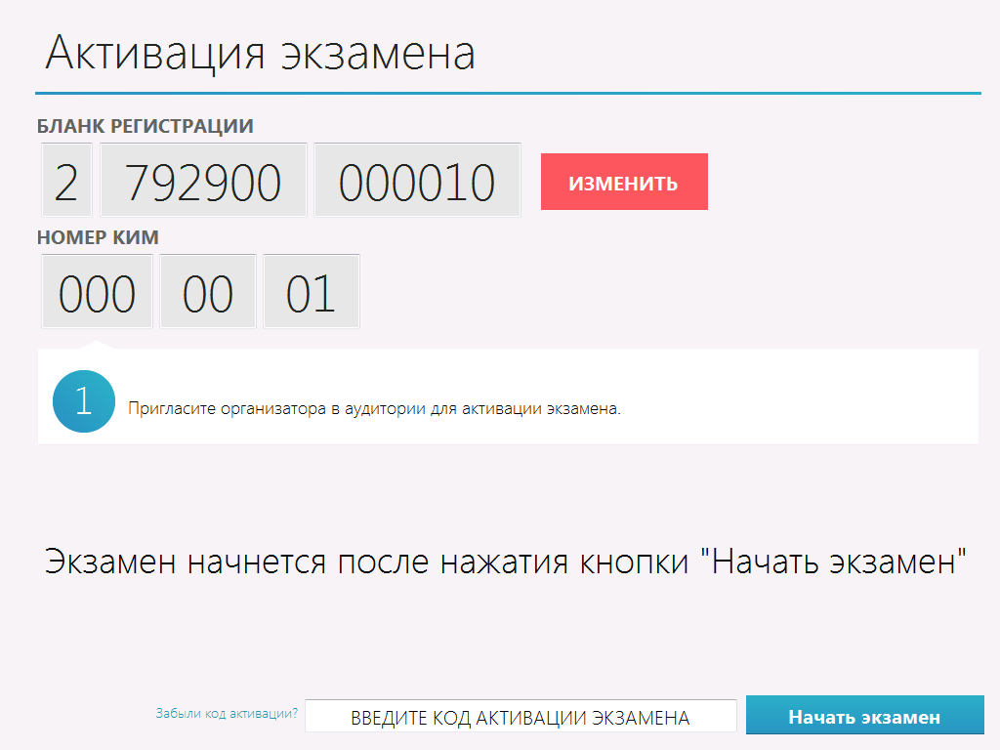 Активация экзамена
БЛАНК РЕГИСТРАЦИИ
2 792900 000010 ИЗМЕНИТЬ
НОМЕР КИМ
000 00 01
1 Пригласите организатора в аудитории для активации экзамена.
Экзамен начнется после нажатия кнопки "Начать экзамен"
Забыли код активации? ВВЕДИТЕ КОД АКТИВАЦИИ ЭКЗАМЕНА Начать экзамен